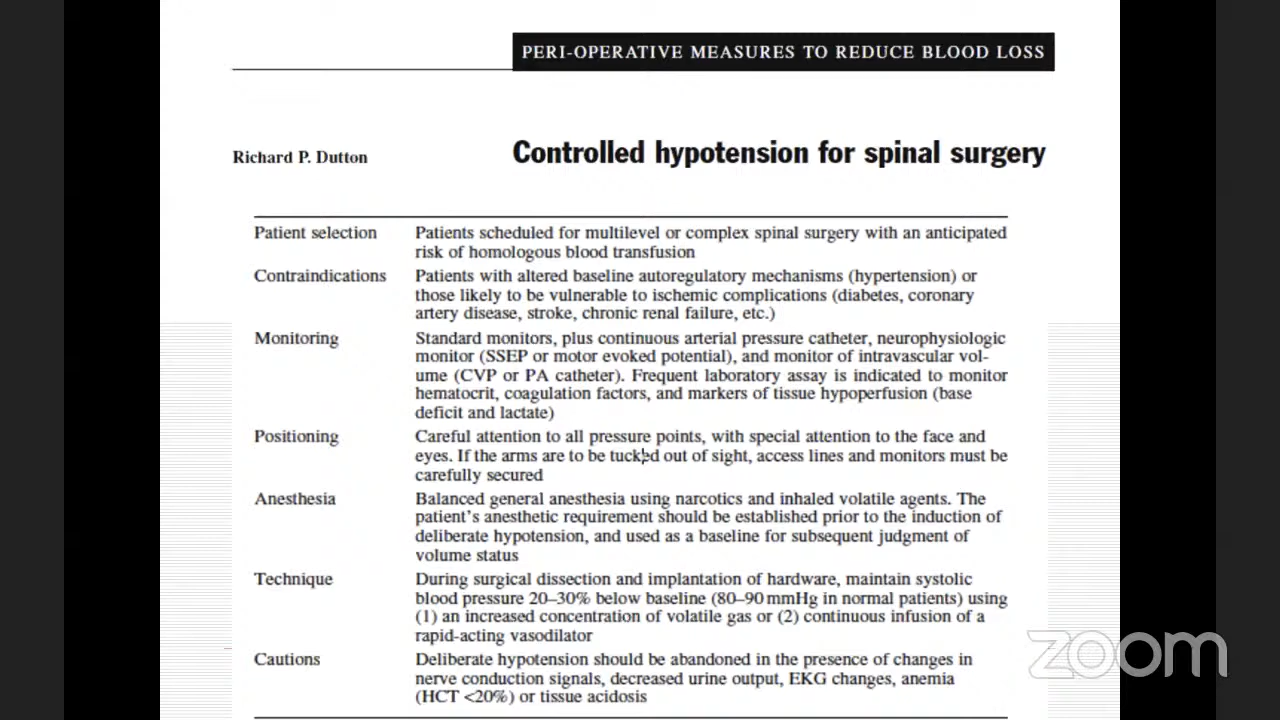 PERI-OPERATIVE MEASURES TO REDUCE BLOOD LOSS
Richard P. Dutton
Controlled hypotension for spinal surgery
Patient selection
Patients scheduled for multilevel or complex spinal surgery with an anticipated
risk of homologous blood transfusion
Contraindications
Patients with altered baseline autoregulatory mechanisms (hypertension) or
those likely to be vulnerable to ischemic complications (diabetes, coronary
artery disease, stroke, chronic renal failure, etc.)
Monitoring
Standard monitors, plus continuous arterial pressure catheter, neurophysiologic
monitor (SSEP or motor evoked potential), and monitor of intravascular vol-
ume (CVP or PA catheter). Frequent laboratory assay is indicated to monitor
hematocrit, coagulation factors, and markers of tissue hypoperfusion (base
deficit and lactate)
Positioning
Careful attention to all pressure points, with special attention to the face and
eyes. If the arms are to be tucked out of sight, access lines and monitors must be
carefully secured
Anesthesia
Balanced general anesthesia using narcotics and inhaled volatile agents. The
patient's anesthetic requirement should be established prior to the induction of
deliberate hypotension, and used as a baseline for subsequent judgment of
volume status
Technique
During surgical dissection and implantation of hardware, maintain systolic
blood pressure 20–30% below baseline (80–90 mmHg in normal patients) using
(1) an increased concentration of volatile gas or (2) continuous infusion of a
rapid-acting vasodilator
Cautions
Deliberate hypotension should be abandoned in the presence of changes in
nerve conduction signals, decreased urine output, EKG changes, anemia
(HCT <20%) or tissue acidosis
zoom